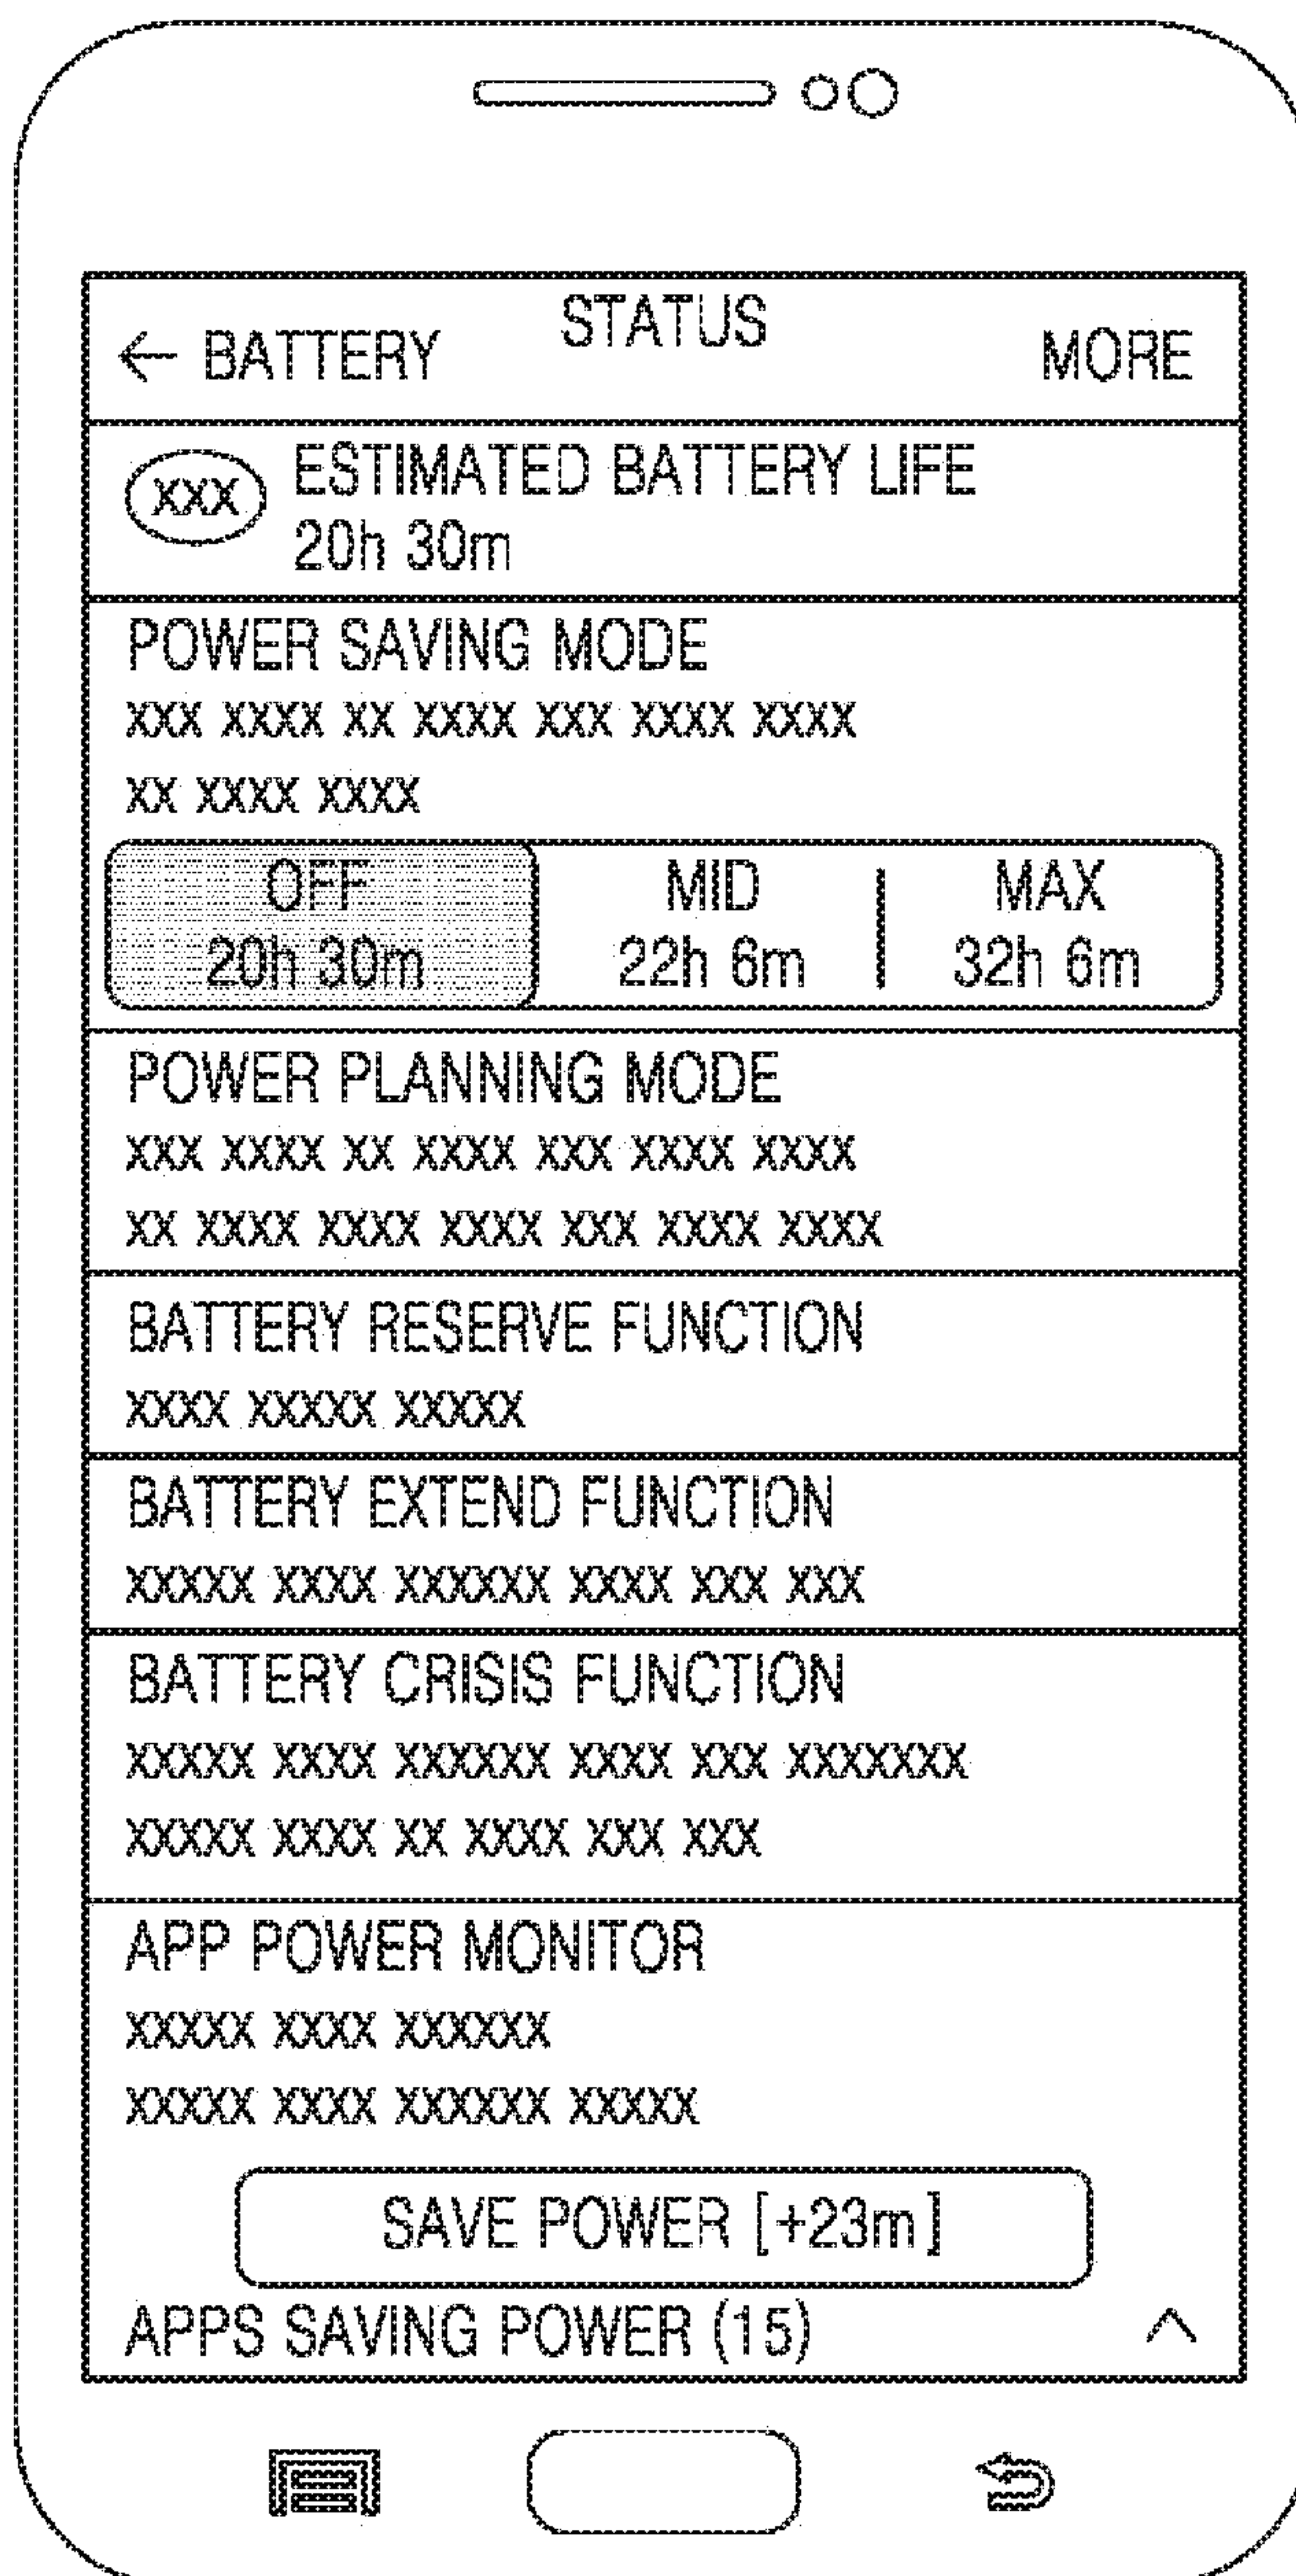 STATUS
← BATTERY MORE
XXX ESTIMATED BATTERY LIFE
20h 30m
POWER SAVING MODE
XXX XXXX XX XXXX XXX XXXX XXXX
XX XXXX XXXX
OFF MID MAX
20h 30m 22h 6m 32h 6m
POWER PLANNING MODE
XXX XXXX XX XXXX XXX XXXX XXXX
XX XXXX XXXX XXXX XXX XXXX XXXX
BATTERY RESERVE FUNCTION
XXXX XXXXX XXXXX
BATTERY EXTEND FUNCTION
XXXXX XXXX XXXXXX XXXX XXX XXX
BATTERY CRISIS FUNCTION
XXXXX XXXX XXXXXX XXXX XXX XXXXXXX
XXXXX XXXX XX XXXX XXX XXX
APP POWER MONITOR
XXXXX XXXX XXXXXX
XXXXX XXXX XXXXXX XXXXX
SAVE POWER [+23m]
APPS SAVING POWER (15)